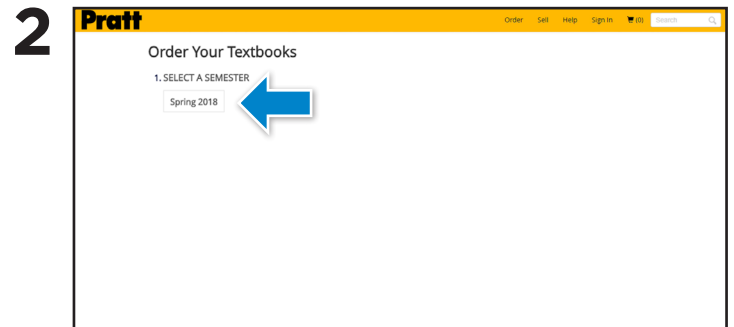 2
Pratt
Order Sell Help Sign In (0) Search
Order Your Textbooks
1. SELECT A SEMESTER
Spring 2018